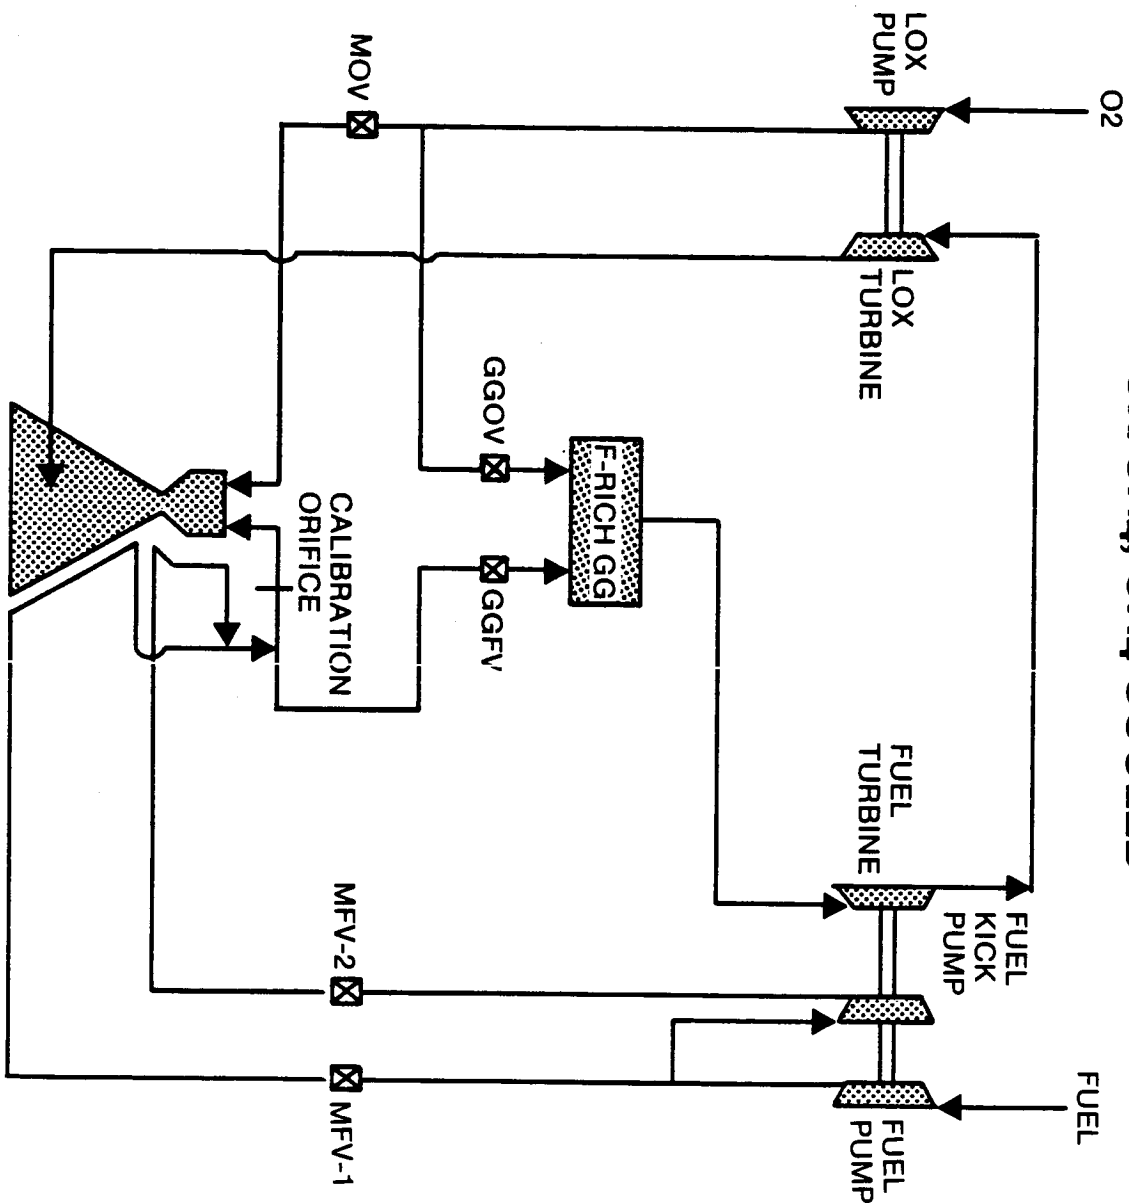 O2
LOX
PUMP
LOX
TURBINE
FUEL
TURBINE
FUEL
KICK
PUMP
FUEL
FUEL
PUMP
MOV
GGOV
F-RICH GG
GGFV
CALIBRATION
ORIFICE
MFV-2
MFV-1